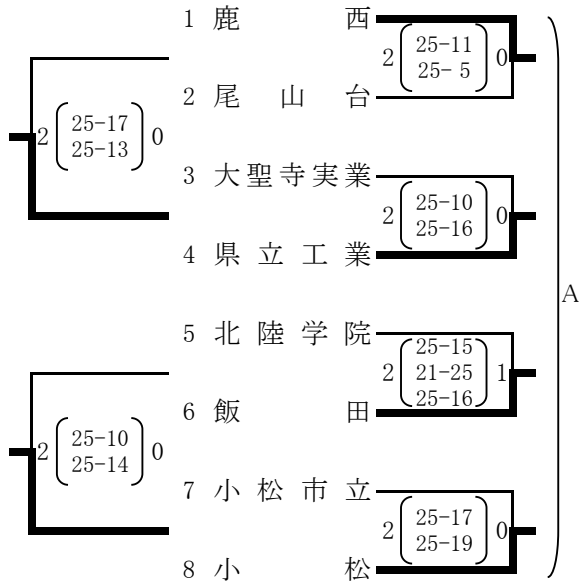 1 鹿西
2 25-11 0
25- 5
2 尾山台
2 25-17 0
25-13
3 大聖寺実業
2 25-10 0
25-16
4 県立工業
A
5 北陸学院
25-15
2 21-25 1
25-16
6 飯田
2 25-10 0
25-14
7 小松市立
2 25-17 0
25-19
8 小松